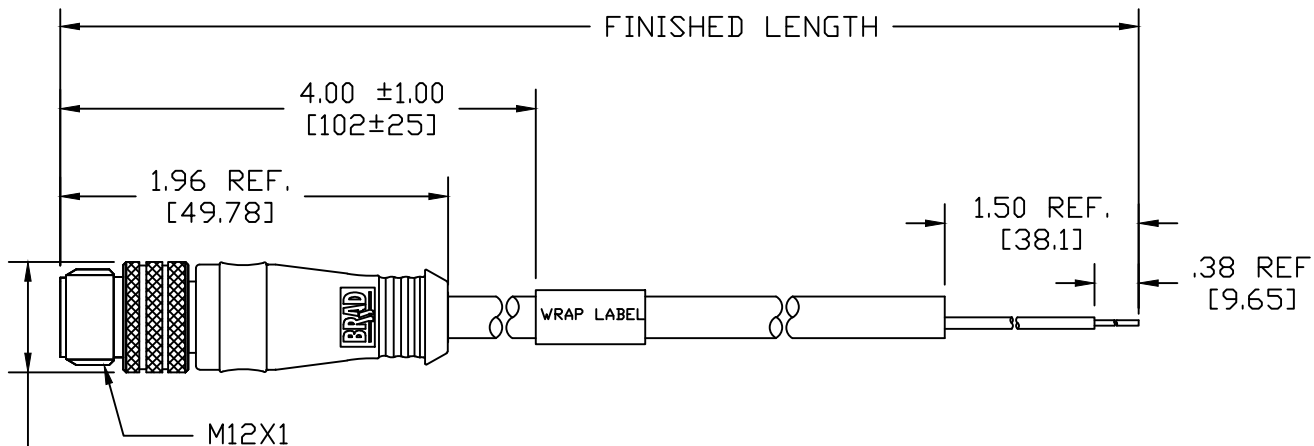 FINISHED LENGTH
4.00 ±1.00
[102±25]
1.96 REF.
[49.78]
1.50 REF.
[38.1]
.38 REF
[9.65]
BRAD
WRAP LABEL
M12X1